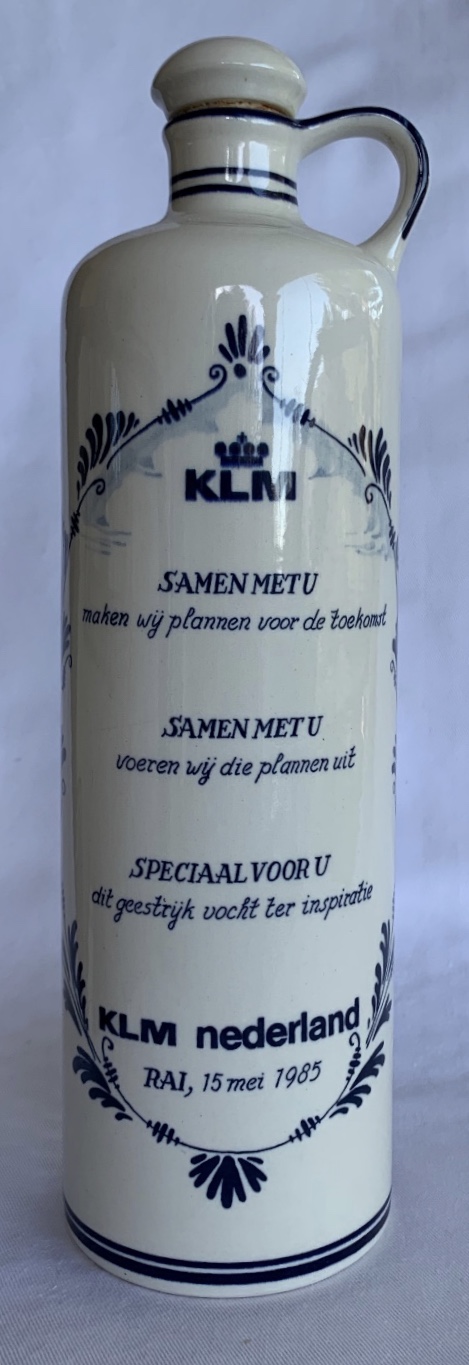 KLM
SAMEN MET U
maken wij plannen voor de toekomst
SAMEN MET U
voeren wij die plannen uit
SPECIAAL VOOR U
dit geestrijk vocht ter inspiratie
KLM nederland
RAI, 15 mei 1985